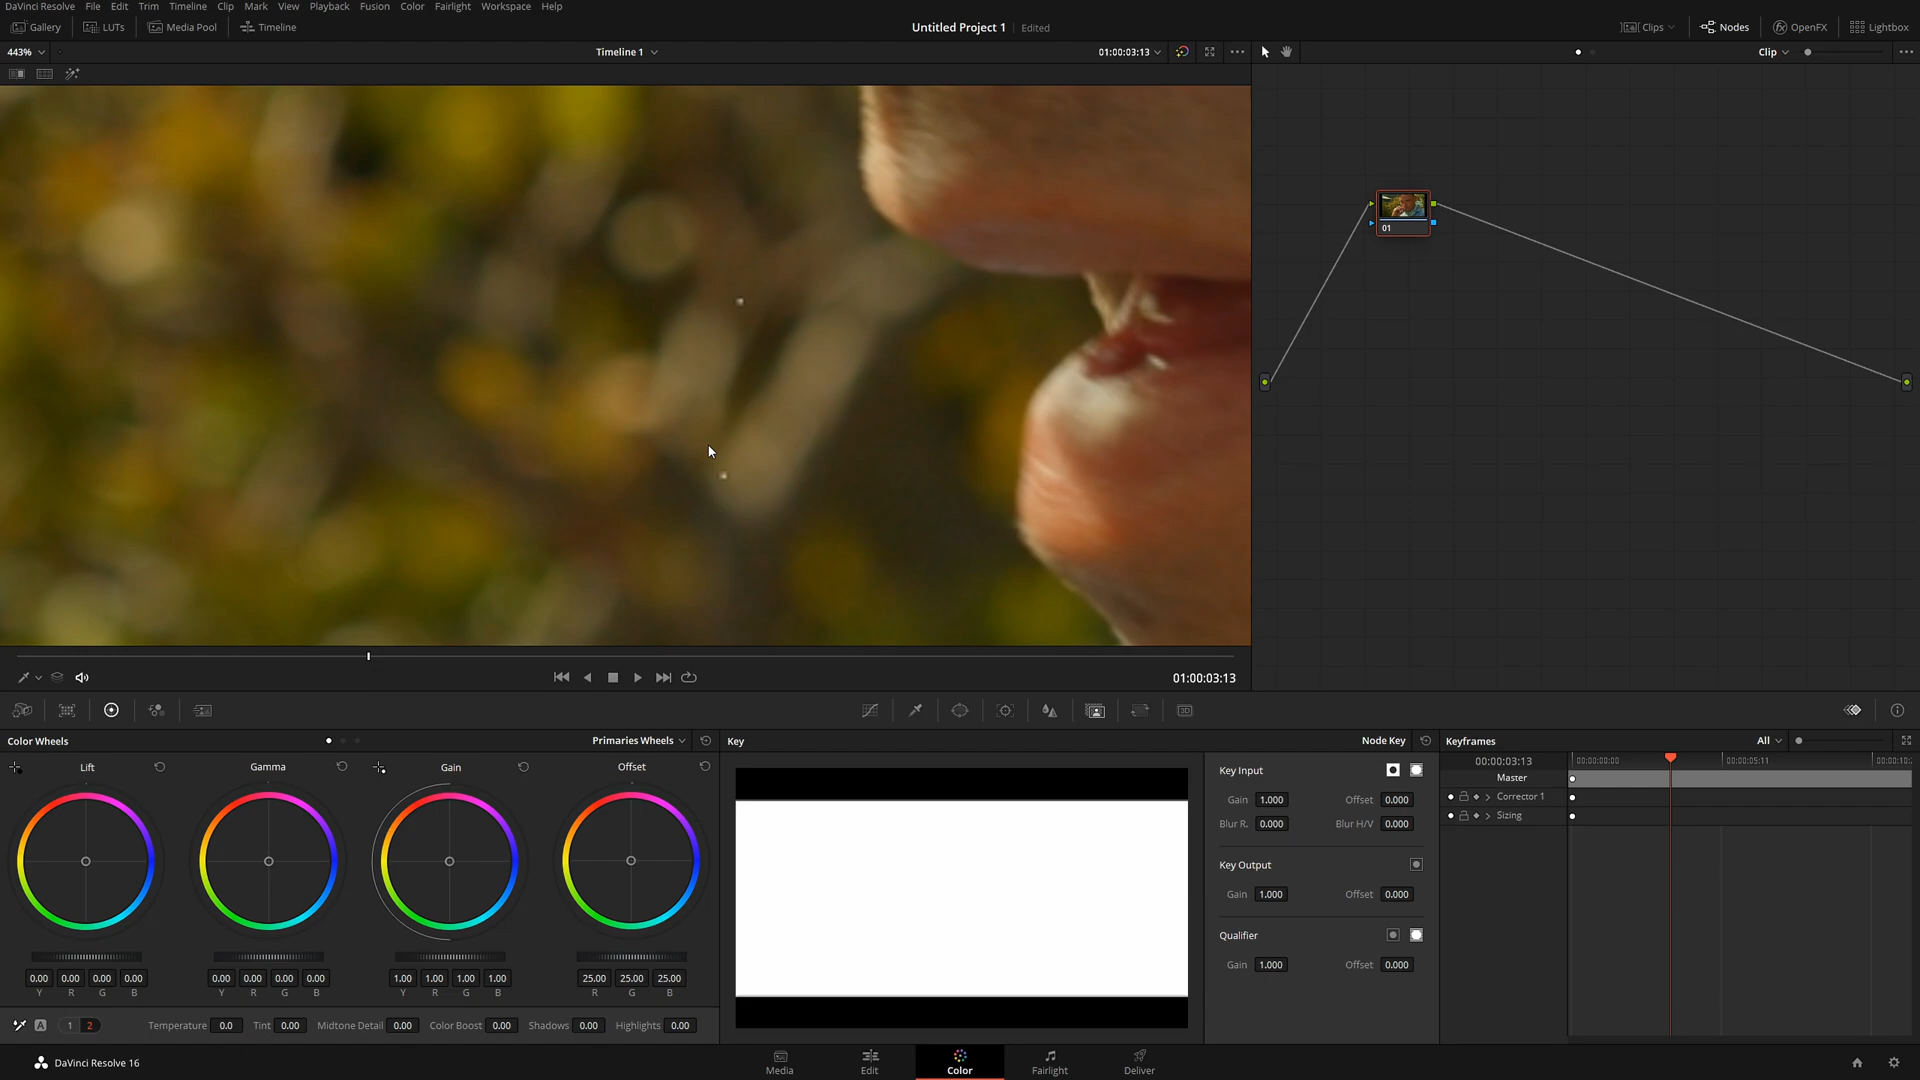 DaVinci Resolve File Edit Trim Timeline Clip Mark View Playback Fusion Color Fairlight Workspace Help
Gallery LUTs Media Pool Timeline Untitled Project 1 Edited Clips Nodes OpenFX Lightbox
443% Timeline 1 01:00:03:13 Clip
01
01:00:03:13
Color Wheels Primaries Wheels Key Node Key Keyframes All
Lift Gamma Gain Offset
Key Input
Gain 1.000 Offset 0.000
Blur R. 0.000 Blur H/V 0.000
Key Output
Gain 1.000 Offset 0.000
Qualifier
Gain 1.000 Offset 0.000
00:00:03:13 00:00:00:00 00:00:05:11 00:00:10:
Master
Corrector 1
Sizing
0.00 0.00 0.00 0.00 0.00 0.00 0.00 0.00 1.00 1.00 1.00 1.00 25.00 25.00 25.00
Y R G B Y R G B Y R G B R G B
A 1 2 Temperature 0.0 Tint 0.00 Midtone Detail 0.00 Color Boost 0.00 Shadows 0.00 Highlights 0.00
DaVinci Resolve 16 Media Edit Color Fairlight Deliver